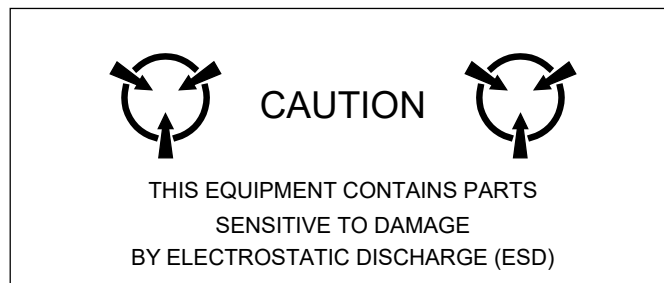 CAUTION
THIS EQUIPMENT CONTAINS PARTS
SENSITIVE TO DAMAGE
BY ELECTROSTATIC DISCHARGE (ESD)